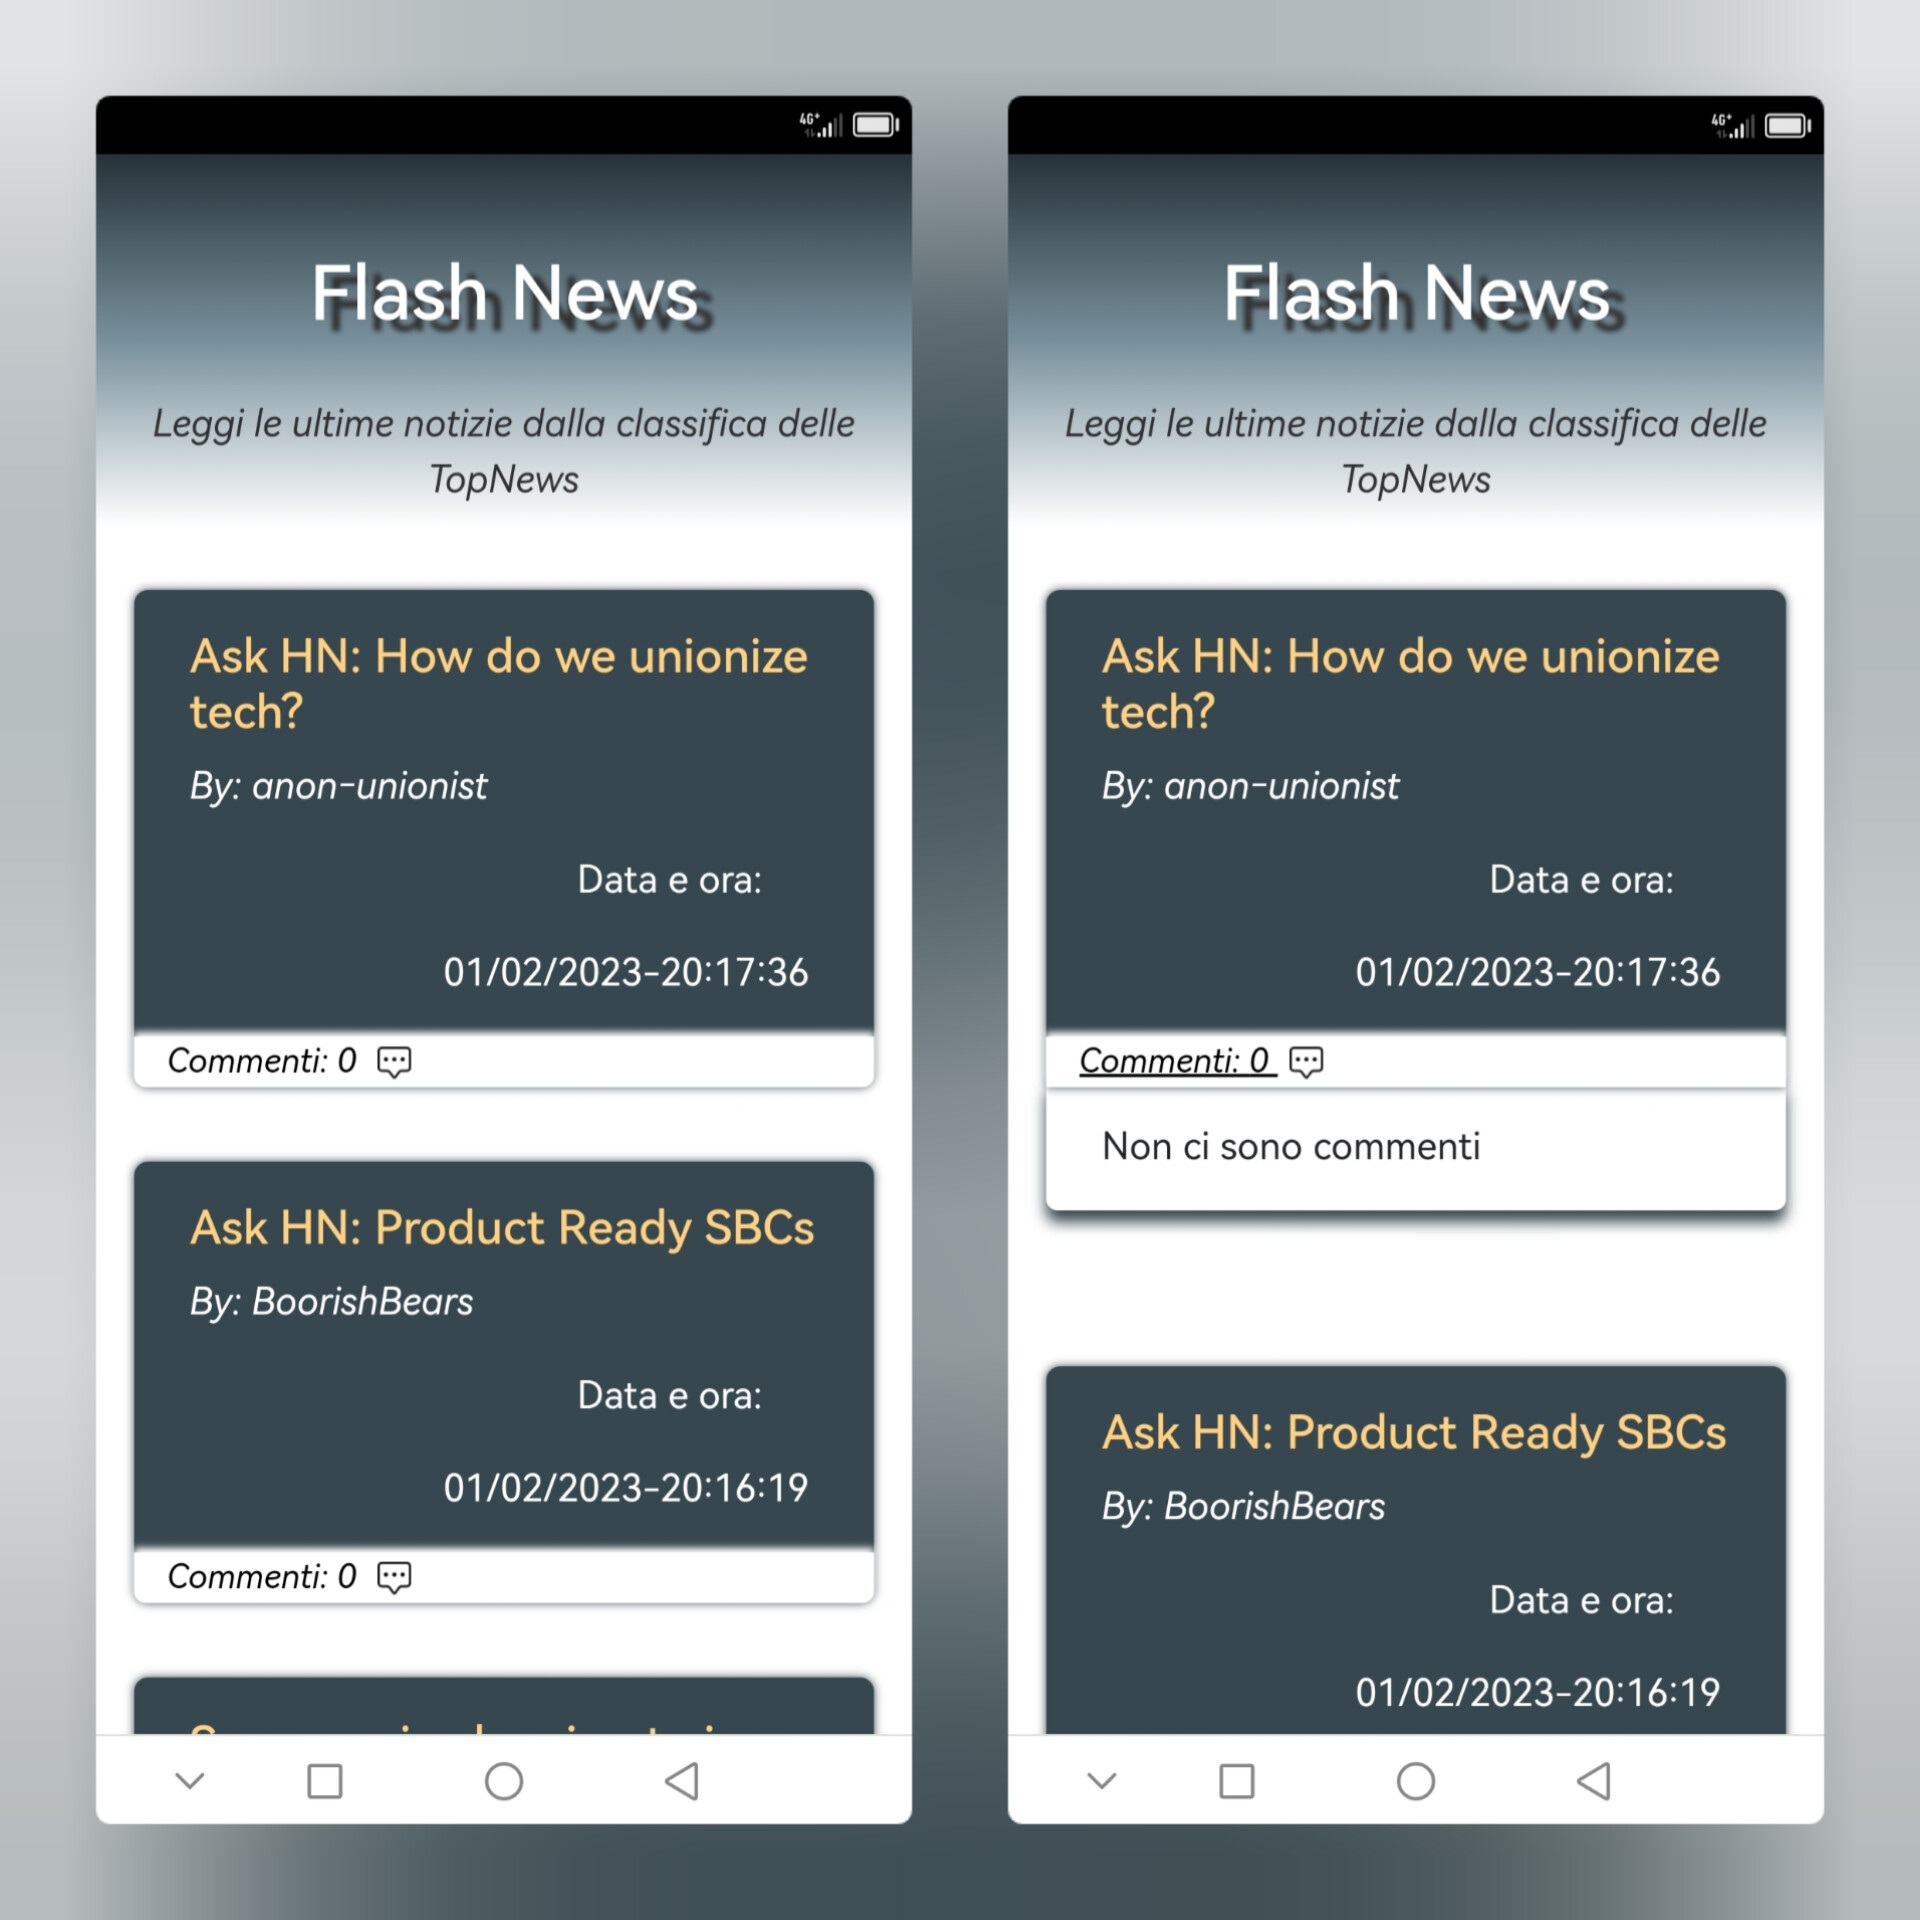 4G+
Flash News
Leggi le ultime notizie dalla classifica delle
TopNews
Ask HN: How do we unionize
tech?
By: anon-unionist
Data e ora:
01/02/2023-20:17:36
Commenti: 0
Ask HN: Product Ready SBCs
By: BoorishBears
Data e ora:
01/02/2023-20:16:19
Commenti: 0
4G+
Flash News
Leggi le ultime notizie dalla classifica delle
TopNews
Ask HN: How do we unionize
tech?
By: anon-unionist
Data e ora:
01/02/2023-20:17:36
Commenti: 0
Non ci sono commenti
Ask HN: Product Ready SBCs
By: BoorishBears
Data e ora:
01/02/2023-20:16:19